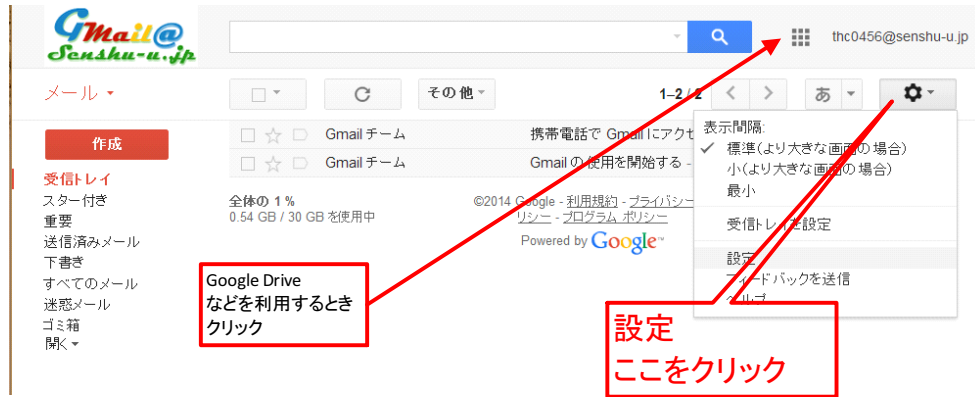 GMail@
Senshu-u.jp
thc0456@senshu-u.jp
メール
その他
1–2 / 2
あ
作成
Gmail チーム 携帯電話で Gmail にアクセ
Gmail チーム Gmail の使用を開始する -
受信トレイ
スター付き
重要
送信済みメール
下書き
すべてのメール
迷惑メール
ゴミ箱
開く
全体の 1 %
0.54 GB / 30 GB を使用中
©2014 Google - 利用規約 - プライバシー
リシー - プログラム ポリシー
Powered by Google™
表示間隔:
標準(より大きな画面の場合)
小(より大きな画面の場合)
最小
受信トレイを設定
設定
フィードバックを送信
ヘルプ
Google Drive
などを利用するとき
クリック
設定
ここをクリック